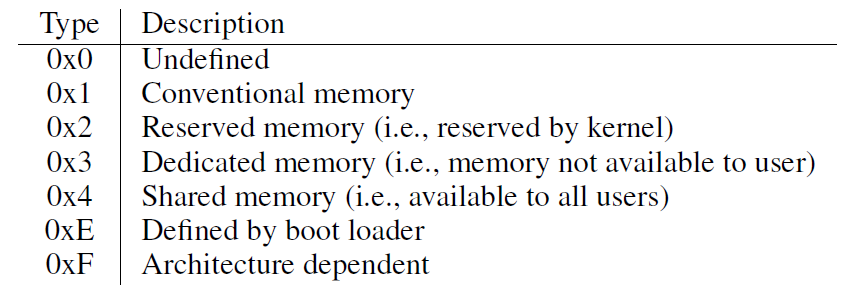 Type Description
0x0 Undefined
0x1 Conventional memory
0x2 Reserved memory (i.e., reserved by kernel)
0x3 Dedicated memory (i.e., memory not available to user)
0x4 Shared memory (i.e., available to all users)
0xE Defined by boot loader
0xF Architecture dependent